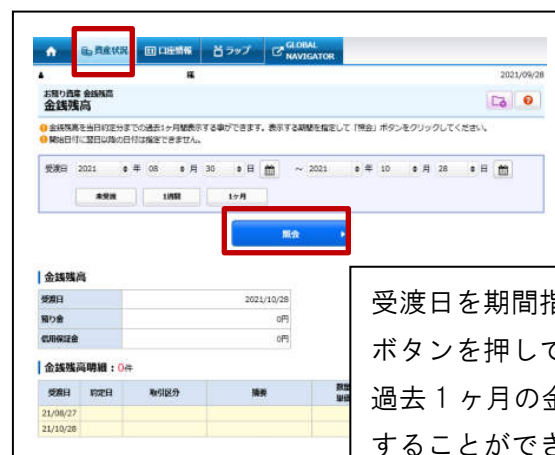 資産状況 口座情報 ラップ GLOBAL NAVIGATOR
様 2021/09/28
お預り資産 金銭残高
金銭残高
金銭残高を当日約定分までの過去1ヶ月間表示する事ができます。表示する期間を指定して「照会」ボタンをクリックしてください。
開始日付に翌日以降の日付は指定できません。
受渡日 2021 年 08 月 30 日 ~ 2021 年 10 月 28 日
未受渡 1週間 1ヶ月
照会
金銭残高
受渡日 2021/10/28
預り金 0円
信用保証金 0円
金銭残高明細:0件
受渡日 約定日 取引区分 摘要 数量
単価
21/08/27
21/10/28
受渡日を期間指
ボタンを押して
過去1ヶ月の金
することができ